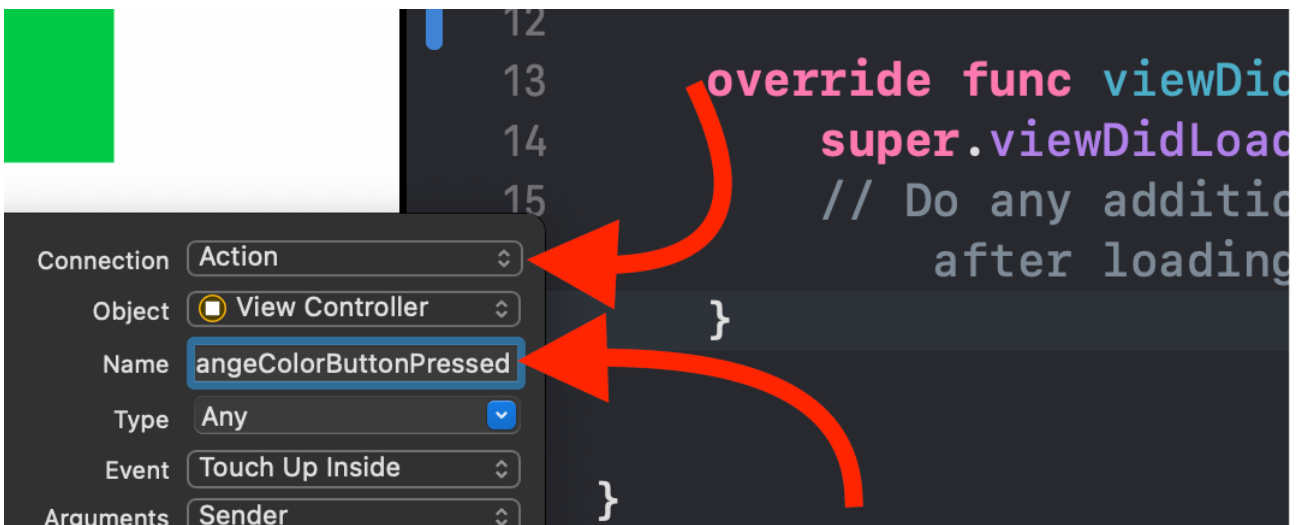 12
13 override func viewDid
14 super.viewDidLoad
15 // Do any additio
after loading
}
}
Connection Action
Object View Controller
Name angeColorButtonPressed
Type Any
Event Touch Up Inside
Arguments Sender